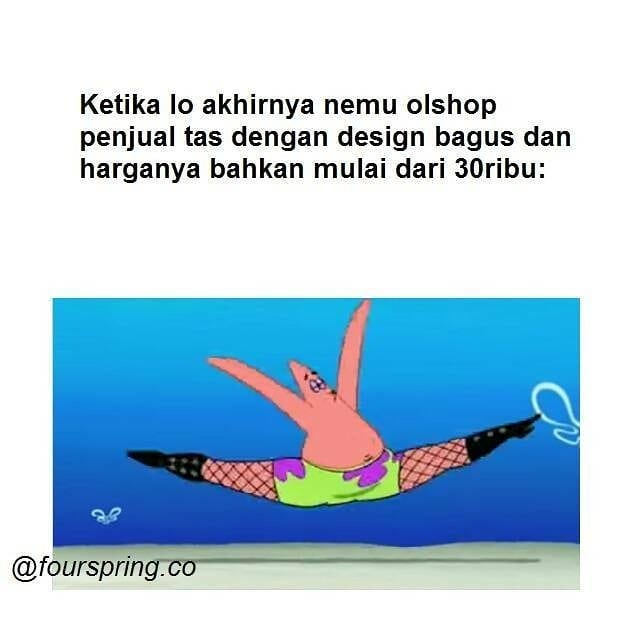 Ketika lo akhirnya nemu olshop
penjual tas dengan design bagus dan
harganya bahkan mulai dari 30ribu:
@fourspring.co